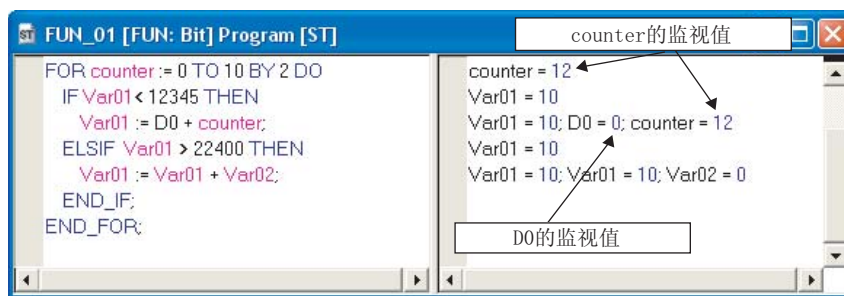 FUN_01 [FUN: Bit] Program [ST]
counter的监视值
FOR counter := 0 TO 10 BY 2 DO
IF Var01 < 12345 THEN
Var01 := D0 + counter;
ELSIF Var01 > 22400 THEN
Var01 := Var01 + Var02;
END_IF;
END_FOR;
counter = 12
Var01 = 10
Var01 = 10; D0 = 0; counter = 12
Var01 = 10
Var01 = 10; Var01 = 10; Var02 = 0
D0的监视值